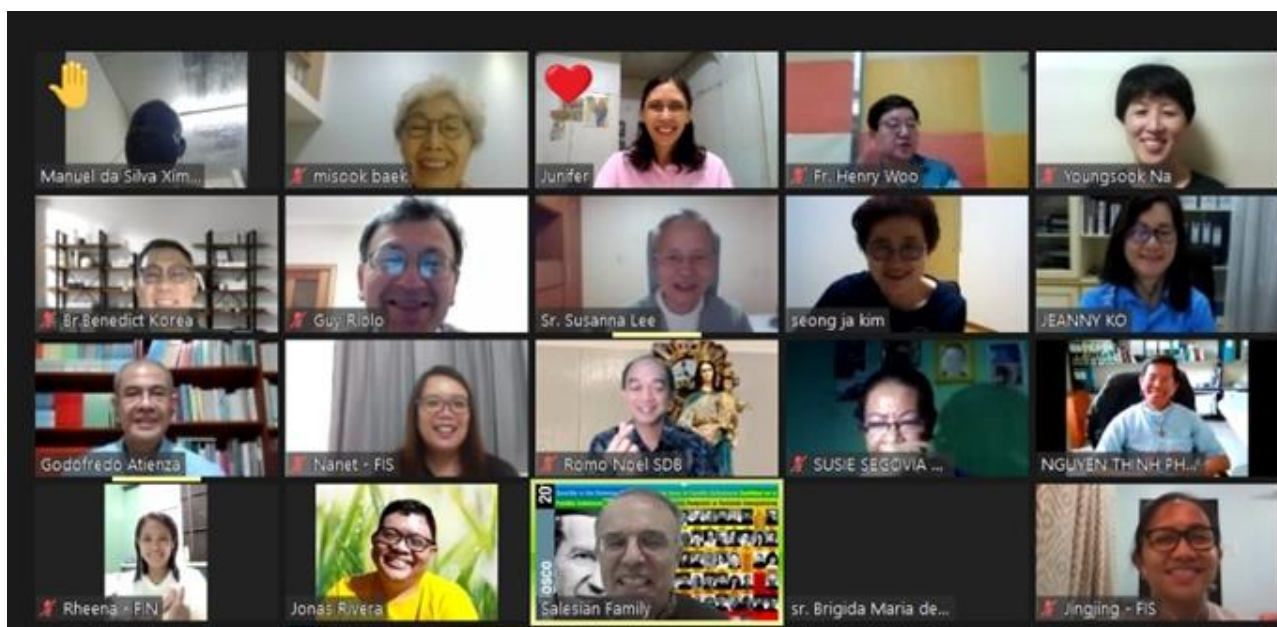 Manuel da Silva Xim...
misook baek
Junifer
Fr. Henry Woo
Youngsook Na
Br.Benedict Korea
Guy Riolo
Sr. Susanna Lee
seong ja kim
JEANNY KO
Godofredo Atienza
Nanet - FIS
Romo Noel SDB
SUSIE SEGOVIA ...
NGUYEN THINH PH...
Rheena - FIN
Jonas Rivera
20
OSCO
Salesian Family
sr. Brigida Maria de...
Jingjing - FIS